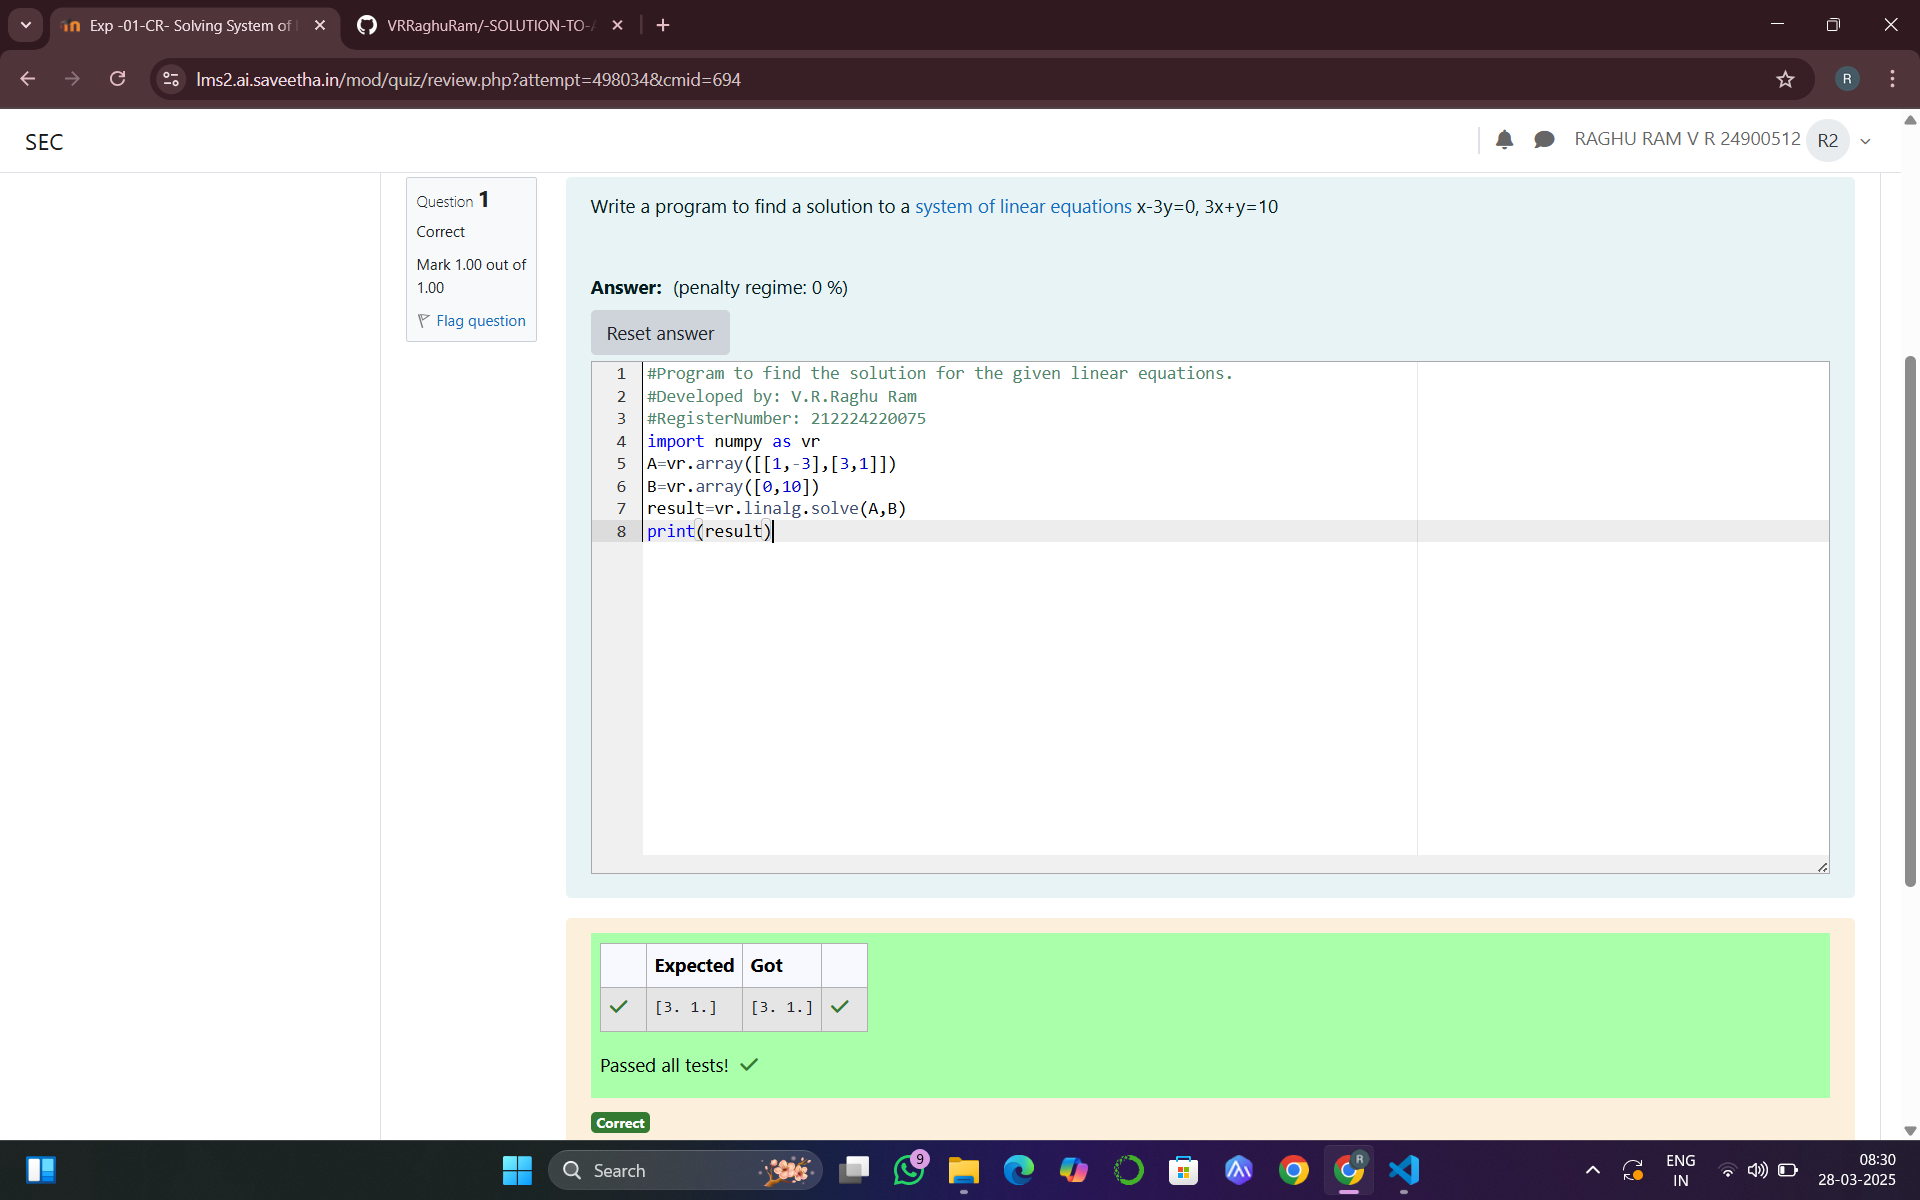 Exp -01-CR- Solving System of
VRRaghuRam/-SOLUTION-TO-
lms2.ai.saveetha.in/mod/quiz/review.php?attempt=498034&cmid=694
R
SEC
RAGHU RAM V R 24900512
R2
Question 1
Correct
Mark 1.00 out of
1.00
Flag question
Write a program to find a solution to a system of linear equations x-3y=0, 3x+y=10
Answer: (penalty regime: 0 %)
Reset answer
1 #Program to find the solution for the given linear equations.
2 #Developed by: V.R.Raghu Ram
3 #RegisterNumber: 212224220075
4 import numpy as vr
5 A=vr.array([[1,-3],[3,1]])
6 B=vr.array([0,10])
7 result=vr.linalg.solve(A,B)
8 print(result)
Expected Got
[3. 1.] [3. 1.]
Passed all tests!
Correct
Search
9
R
ENG
IN
08:30
28-03-2025